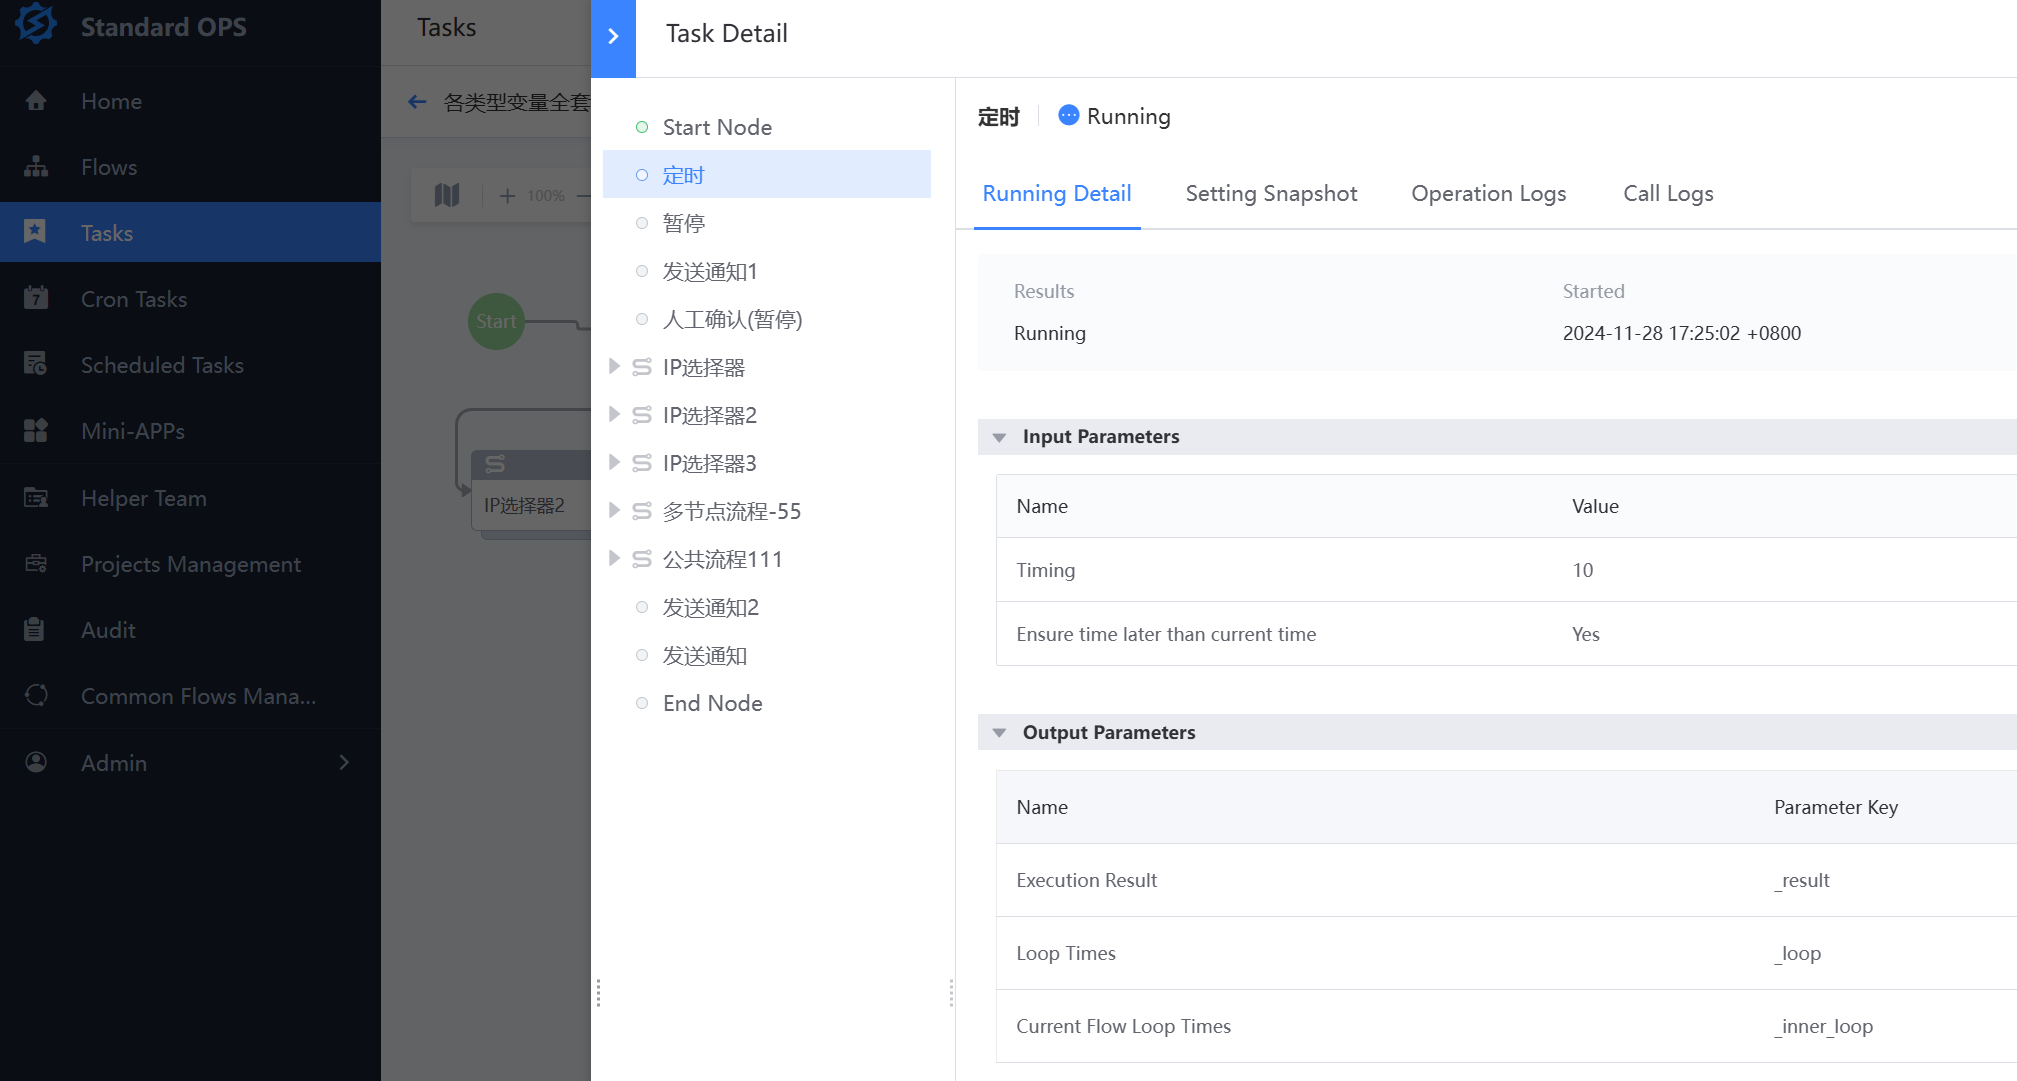 Standard OPS
Home
Flows
Tasks
7
Cron Tasks
Scheduled Tasks
Mini-APPs
Helper Team
Projects Management
Audit
Common Flows Mana...
Admin
Tasks
各类型变量全套
100%
Start
IP选择器2
Task Detail
Start Node
定时
暂停
发送通知1
人工确认(暂停)
IP选择器
IP选择器2
IP选择器3
多节点流程-55
公共流程111
发送通知2
发送通知
End Node
定时 Running
Running Detail Setting Snapshot Operation Logs Call Logs
Results Started
Running 2024-11-28 17:25:02 +0800
Input Parameters
Name Value
Timing 10
Ensure time later than current time Yes
Output Parameters
Name Parameter Key
Execution Result _result
Loop Times _loop
Current Flow Loop Times _inner_loop